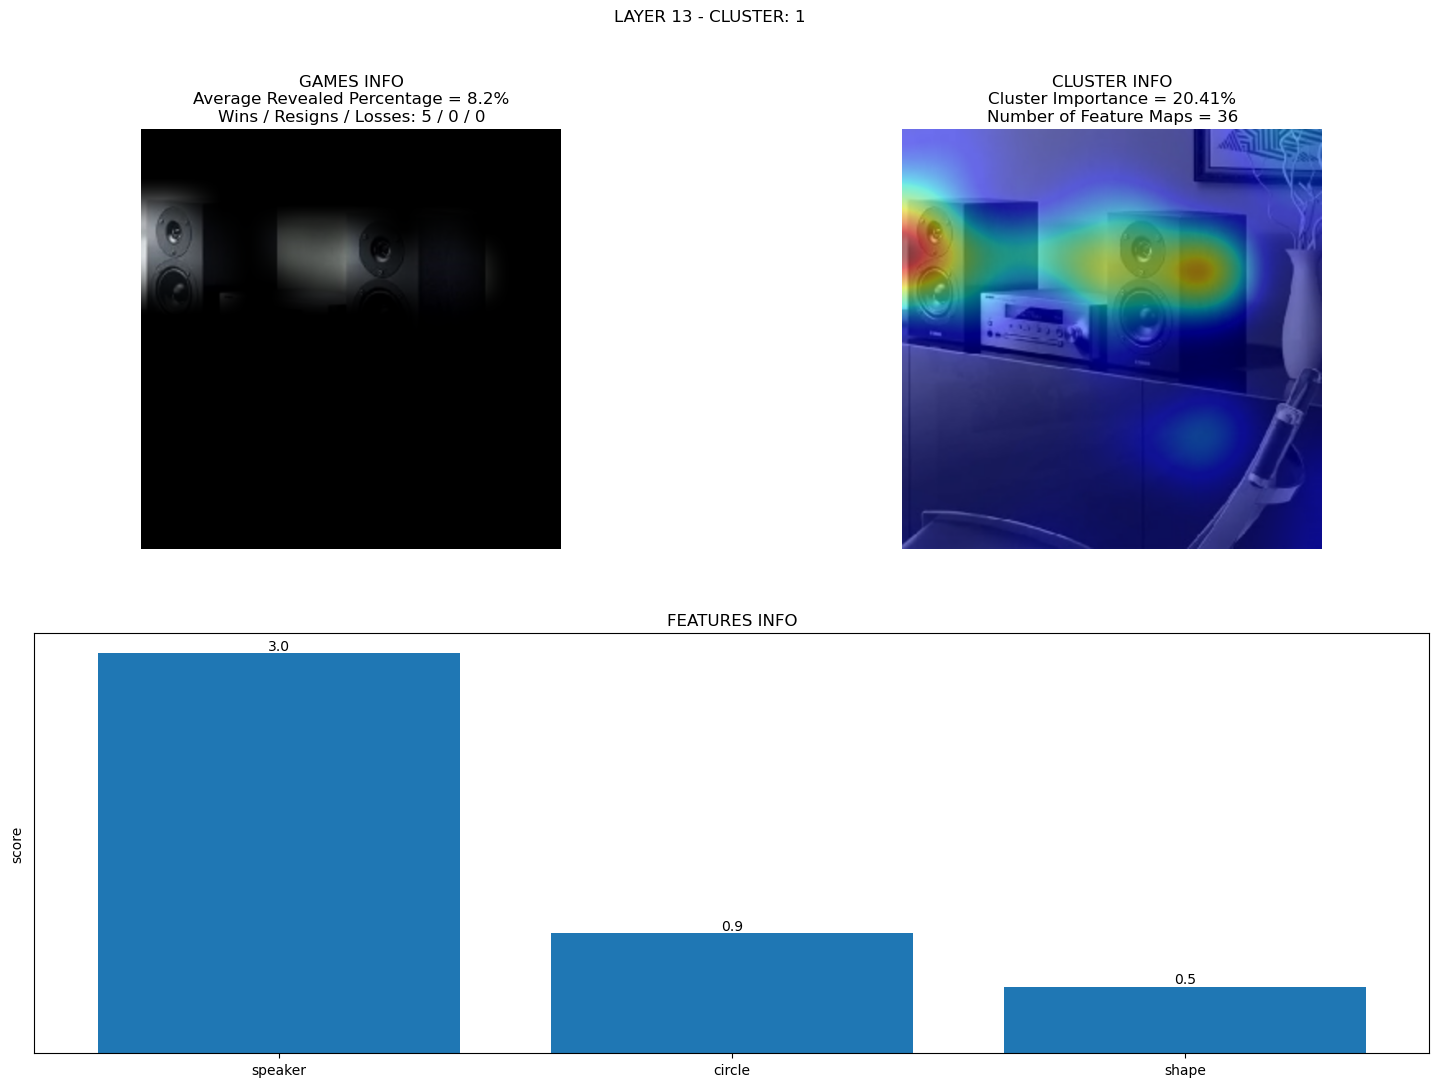 LAYER 13 - CLUSTER: 1
GAMES INFO
Average Revealed Percentage = 8.2%
Wins / Resigns / Losses: 5 / 0 / 0
CLUSTER INFO
Cluster Importance = 20.41%
Number of Feature Maps = 36
FEATURES INFO
score
3.0
0.9
0.5
speaker
circle
shape